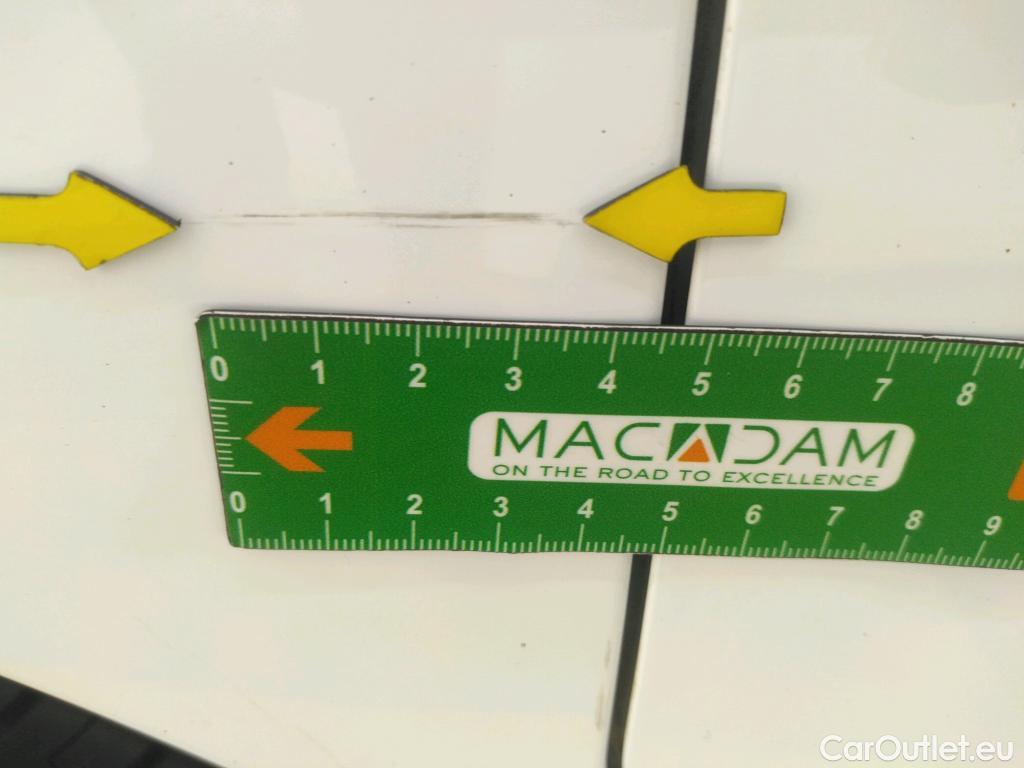 0 1 2 3 4 5 6 7 8
MACADAM
ON THE ROAD TO EXCELLENCE
0 1 2 3 4 5 6 7 8 9
CarOutlet.eu